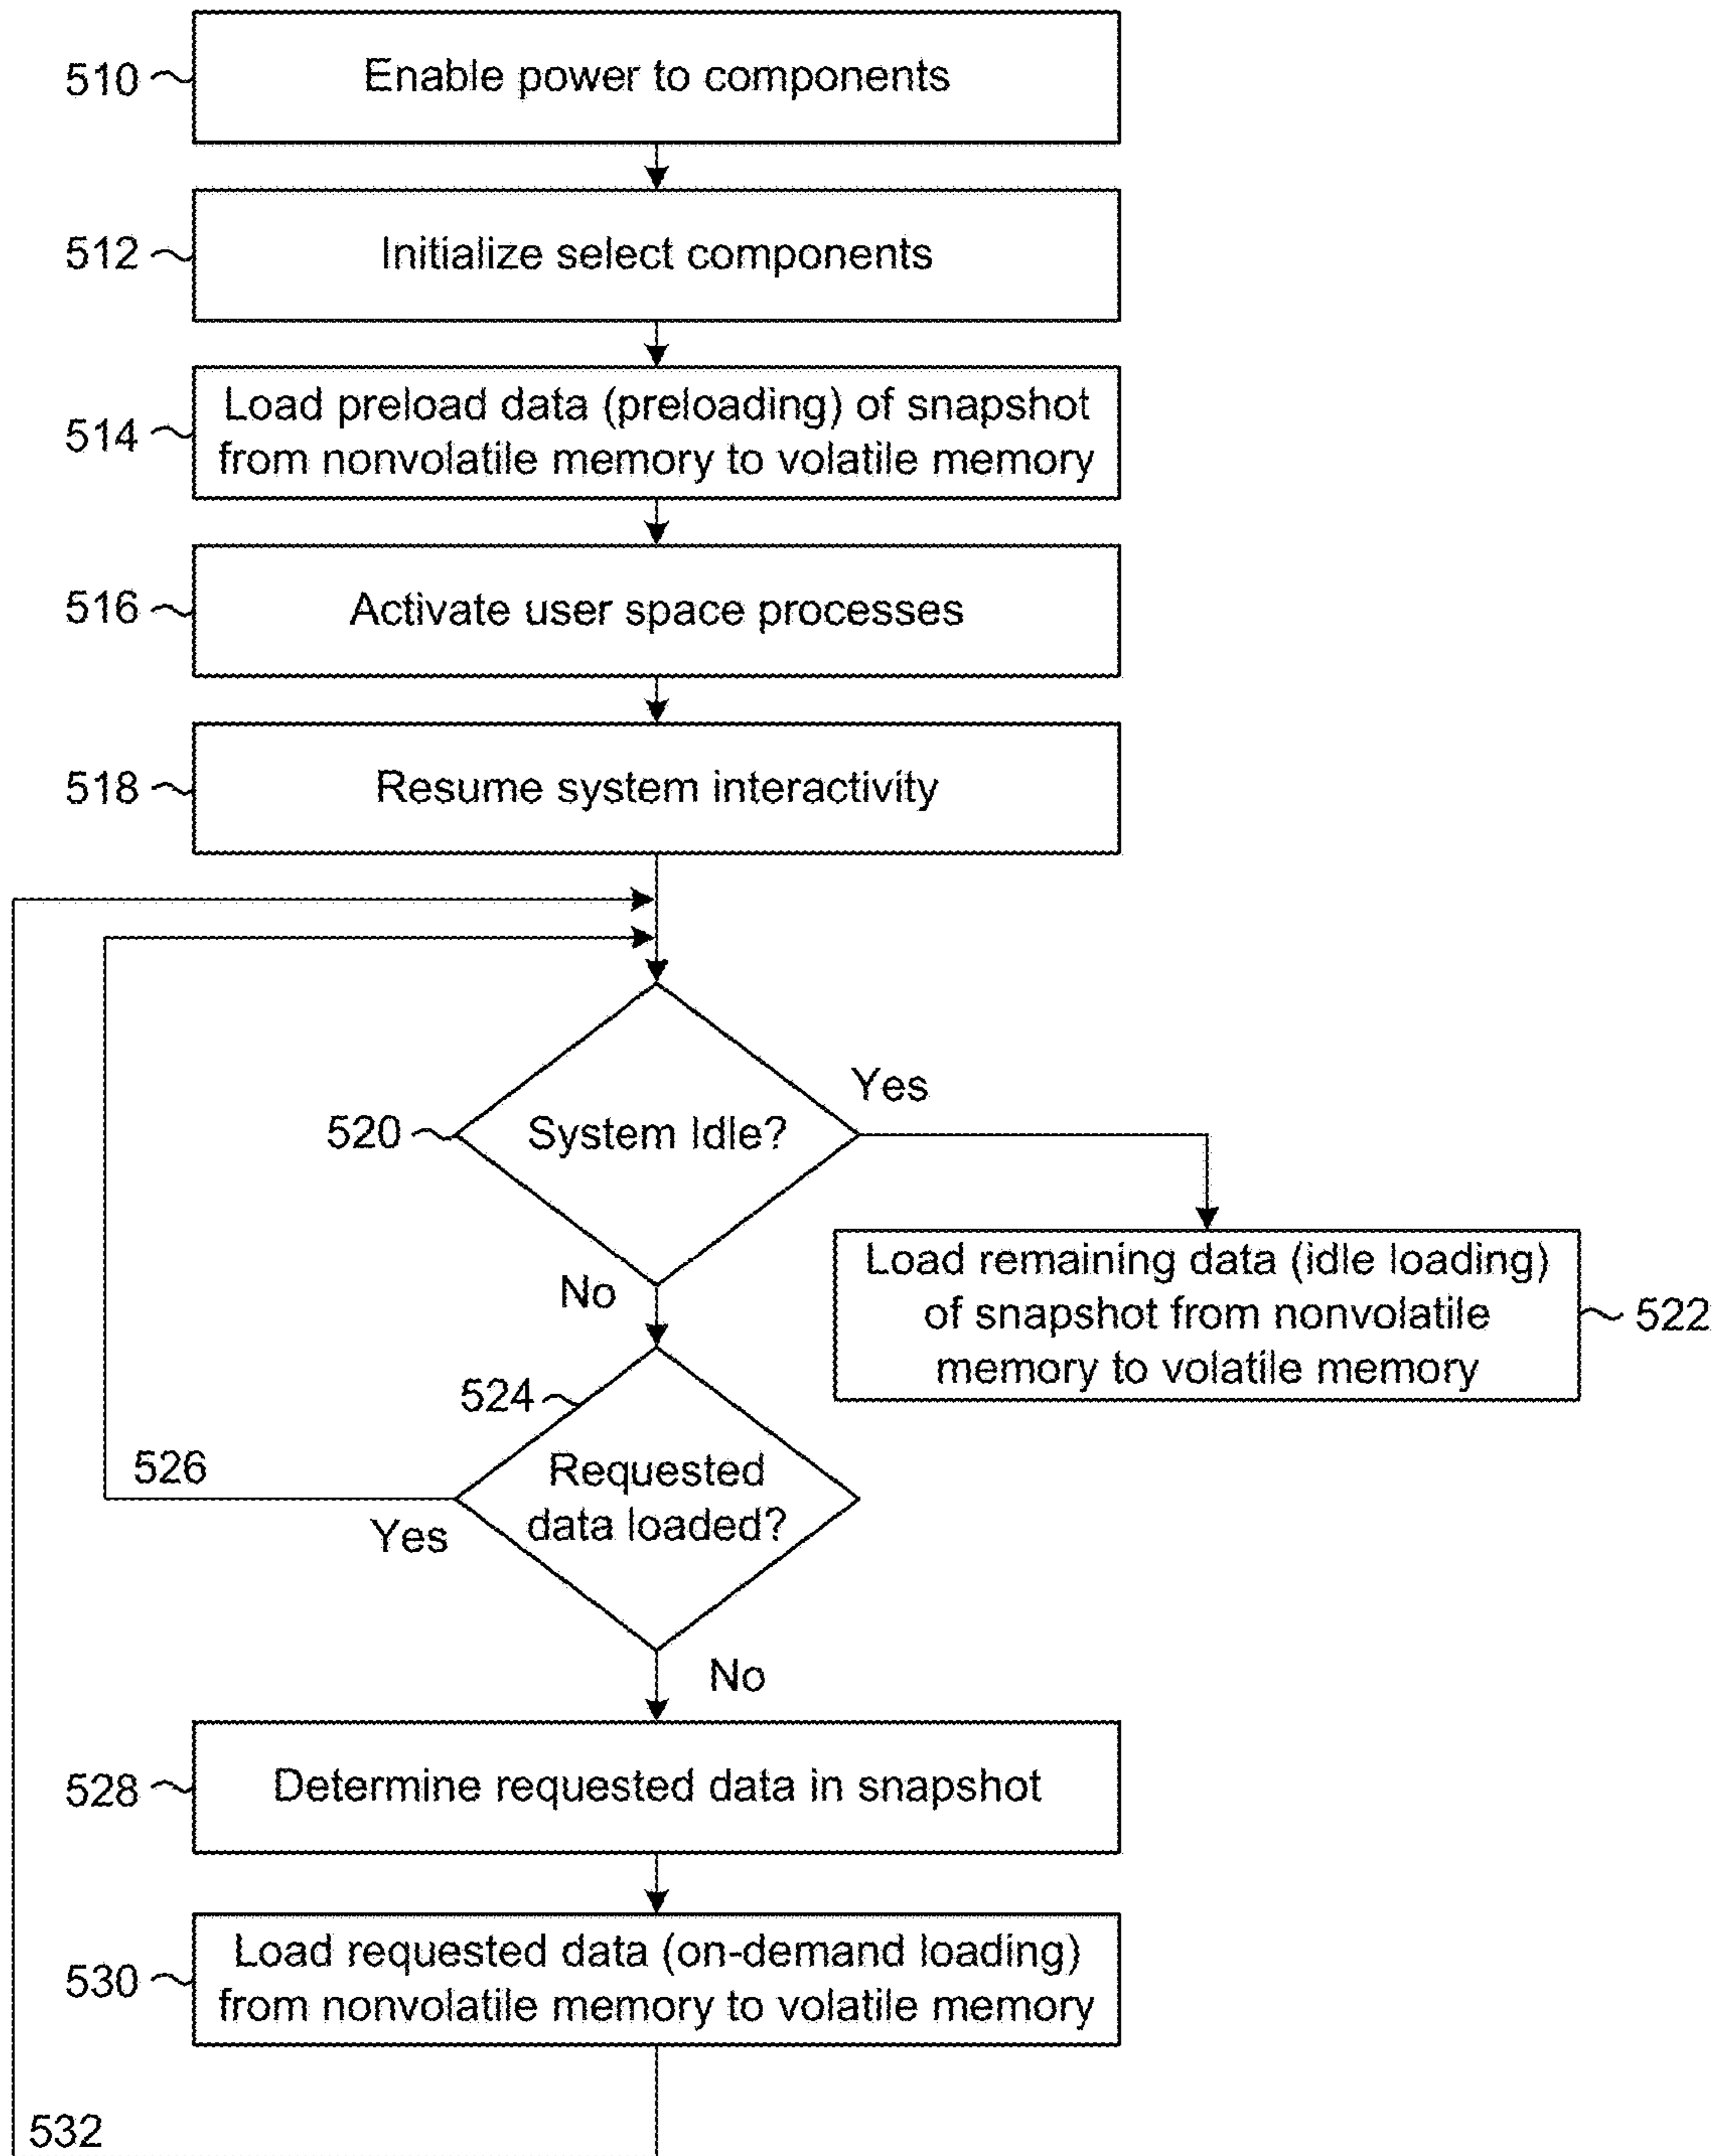 510
Enable power to components
512
Initialize select components
514
Load preload data (preloading) of snapshot
from nonvolatile memory to volatile memory
516
Activate user space processes
518
Resume system interactivity
520
System Idle?
Yes
No
Load remaining data (idle loading)
of snapshot from nonvolatile
memory to volatile memory
522
524
Requested
data loaded?
526
Yes
No
528
Determine requested data in snapshot
530
Load requested data (on-demand loading)
from nonvolatile memory to volatile memory
532